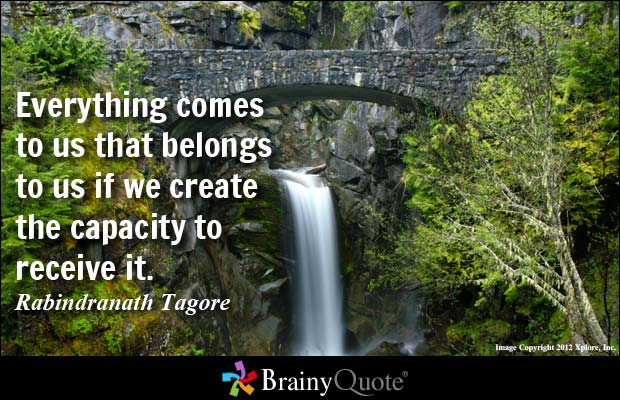 Everything comes
to us that belongs
to us if we create
the capacity to
receive it.
Rabindranath Tagore
Image Copyright 2012 Xplore, Inc.
BrainyQuote®